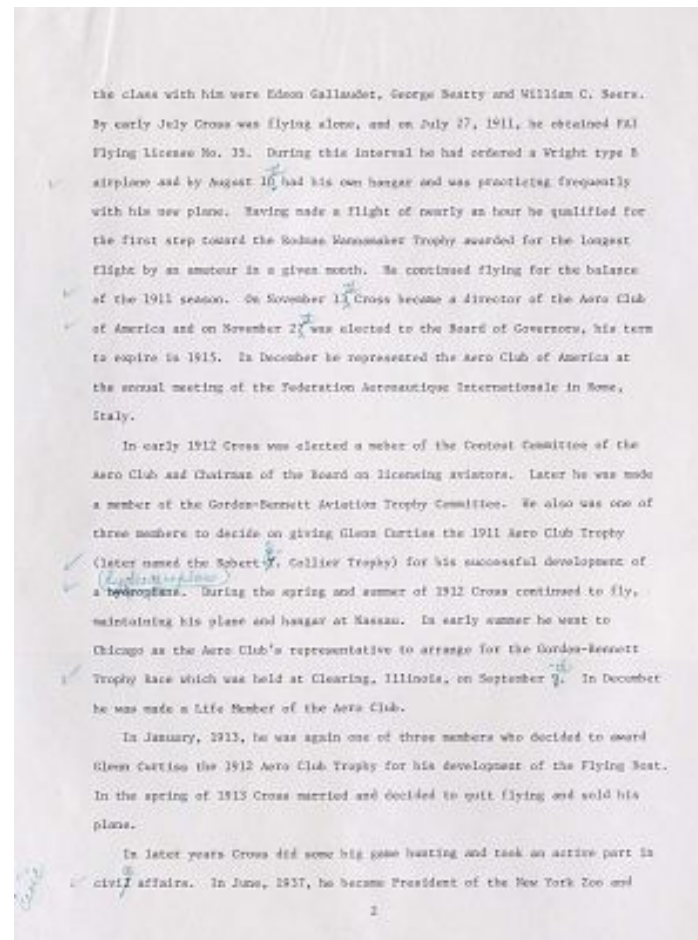 the class with him were Edson Gallaudet, George Beatty and William C. Beers.
By early July Cross was flying alone, and on July 27, 1911, he obtained FAI
Flying License No. 35. During this interval he had ordered a Wright type B
airplane and by August 10 had his own hangar and was practicing frequently
with his new plane. Having made a flight of nearly an hour he qualified for
the first step toward the Rodman Wannamaker Trophy awarded for the longest
flight by an amateur in a given month. He continued flying for the balance
of the 1911 season. On November 13 Cross became a director of the Aero Club
of America and on November was elected to the Board of Governors, his term
to expire in 1915. In December he represented the Aero Club of America at
the annual meeting of the Federation Aeronautique Internationale in Rome,
Italy.
In early 1912 Cross was elected a meber of the Contest Committee of the
Aero Club and Chairman of the Board on licensing aviators. Later he was made
a member of the Gordon-Bennett Aviation Trophy Committee. He also was one of
three members to decide on giving Glenn Curtiss the 1911 Aero Club Trophy
(later named the Robert Collier Trophy) for his successful development of
hydroaeroplane
a hydroplane. During the spring and summer of 1912 Cross continued to fly,
maintaining his plane and hangar at Nassau. In early summer he went to
Chicago as the Aero Club's representative to arrange for the Gordon-Bennett
Trophy Race which was held at Clearing, Illinois, on September 9. In December
he was made a Life Member of the Aero Club.
In January, 1913, he was again one of three members who decided to award
Glenn Curtiss the 1912 Aero Club Trophy for his development of the Flying Boat.
In the spring of 1913 Cross married and decided to quit flying and sold his
plane.
In later years Cross did some big game hunting and took an active part in
civic affairs. In June, 1937, he became President of the New York Zoo and
civic
2